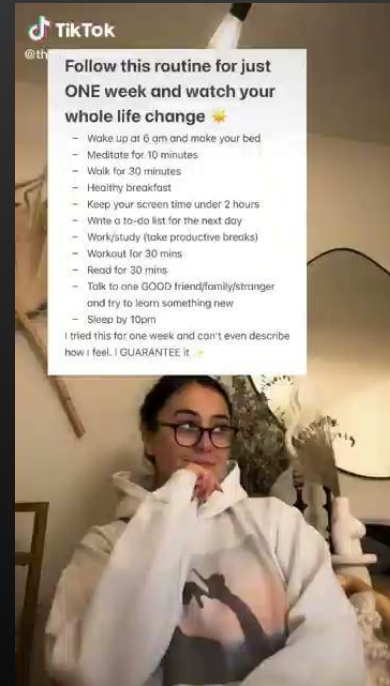 TikTok
@th
Follow this routine for just
ONE week and watch your
whole life change
- Wake up at 6 am and make your bed
- Meditate for 10 minutes
- Walk for 30 minutes
- Healthy breakfast
- Keep your screen time under 2 hours
- Write a to-do list for the next day
- Work/study (take productive breaks)
- Workout for 30 mins
- Read for 30 mins
- Talk to one GOOD friend/family/stranger
and try to learn something new
- Sleep by 10pm
I tried this for one week and can't even describe
how i feel. I GUARANTEE it